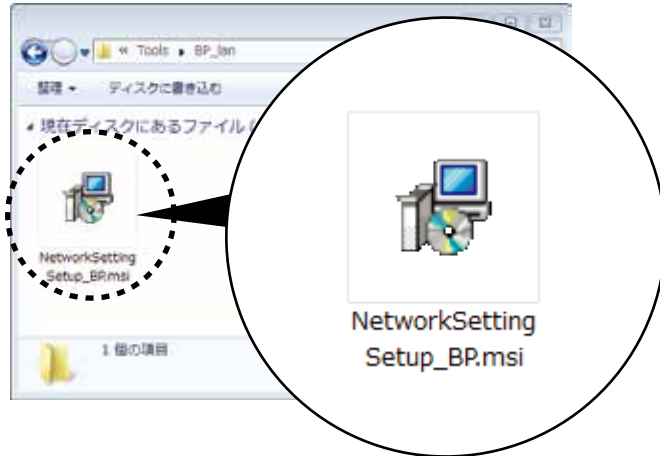 « Tools ▸ BP_lan
整理 ディスクに書き込む
現在ディスクにあるファイル (
NetworkSetting
Setup_BP.msi
1 個の項目
NetworkSetting
Setup_BP.msi